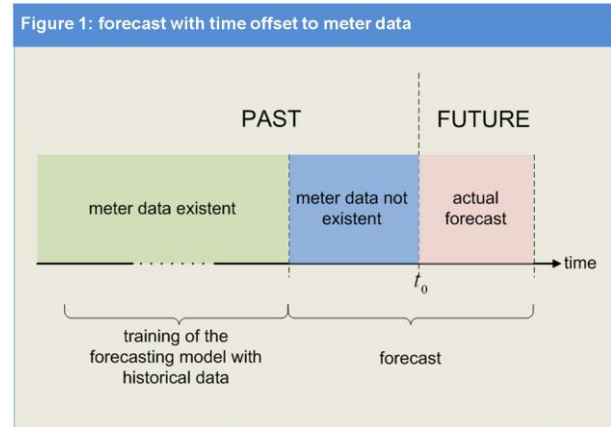 Figure 1: forecast with time offset to meter data
PAST
FUTURE
meter data existent
meter data not
existent
actual
forecast
time
t₀
training of the
forecasting model with
historical data
forecast